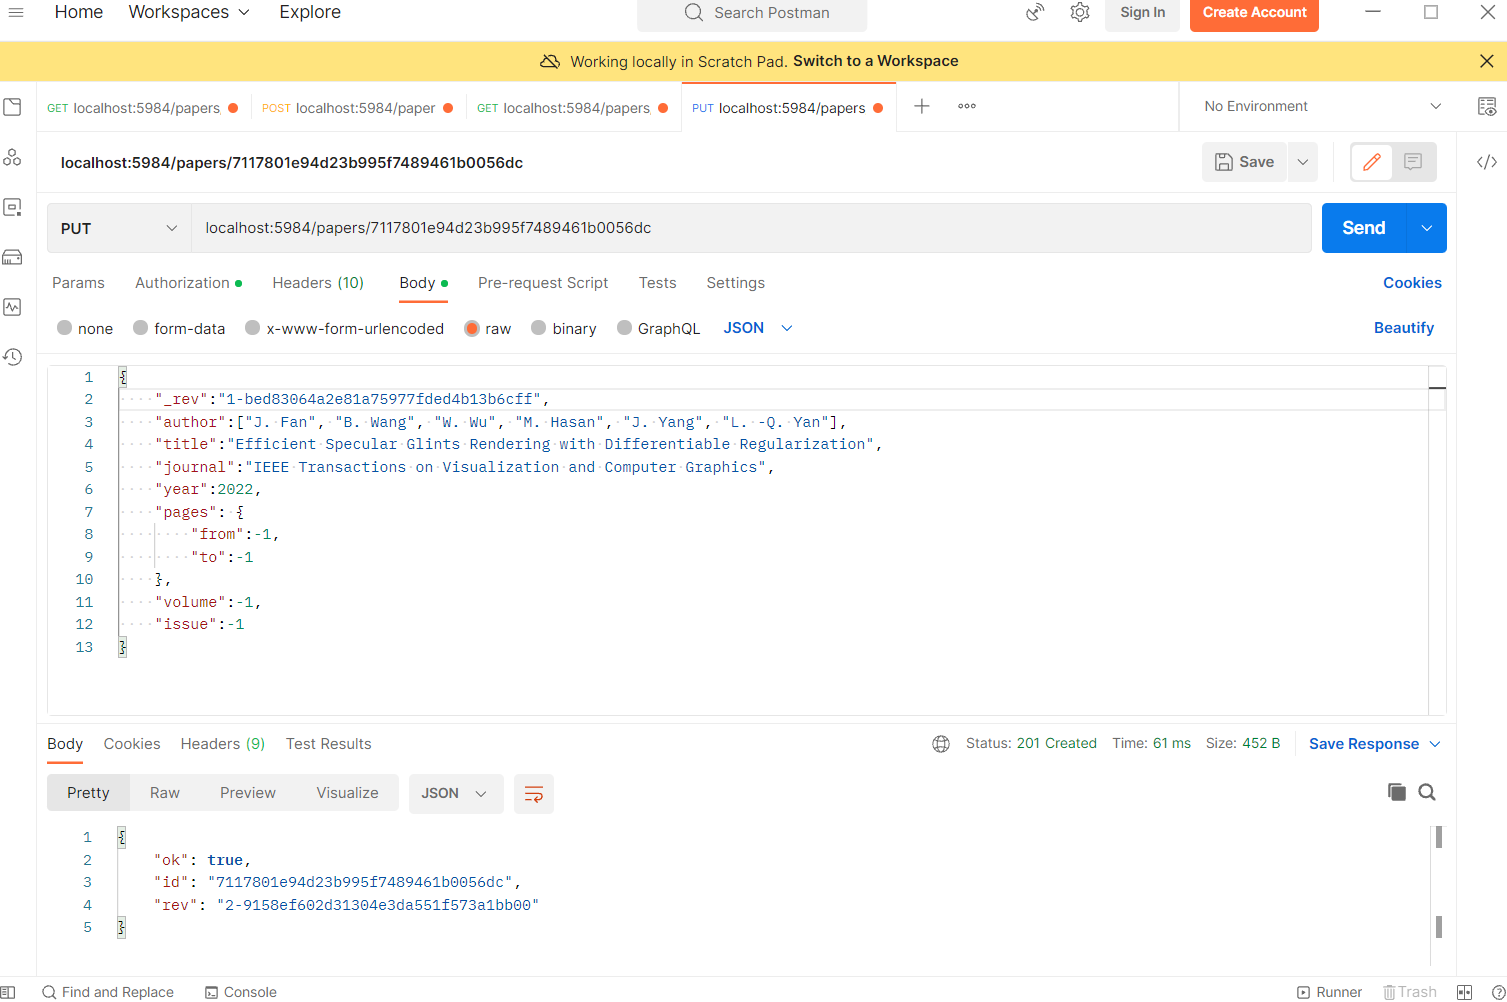 Home Workspaces Explore Search Postman Sign In Create Account
Working locally in Scratch Pad. Switch to a Workspace
GET localhost:5984/papers POST localhost:5984/paper GET localhost:5984/papers PUT localhost:5984/papers No Environment
localhost:5984/papers/7117801e94d23b995f7489461b0056dc Save
PUT localhost:5984/papers/7117801e94d23b995f7489461b0056dc Send
Params Authorization Headers (10) Body Pre-request Script Tests Settings Cookies
none form-data x-www-form-urlencoded raw binary GraphQL JSON Beautify
1 {
2 "_rev":"1-bed83064a2e81a75977fded4b13b6cff",
3 "author":["J. Fan", "B. Wang", "W. Wu", "M. Hasan", "J. Yang", "L. -Q. Yan"],
4 "title":"Efficient Specular Glints Rendering with Differentiable Regularization",
5 "journal":"IEEE Transactions on Visualization and Computer Graphics",
6 "year":2022,
7 "pages": {
8 "from":-1,
9 "to":-1
10 },
11 "volume":-1,
12 "issue":-1
13 }
Body Cookies Headers (9) Test Results Status: 201 Created Time: 61 ms Size: 452 B Save Response
Pretty Raw Preview Visualize JSON
1 {
2 "ok": true,
3 "id": "7117801e94d23b995f7489461b0056dc",
4 "rev": "2-9158ef602d31304e3da551f573a1bb00"
5 }
Find and Replace Console Runner Trash